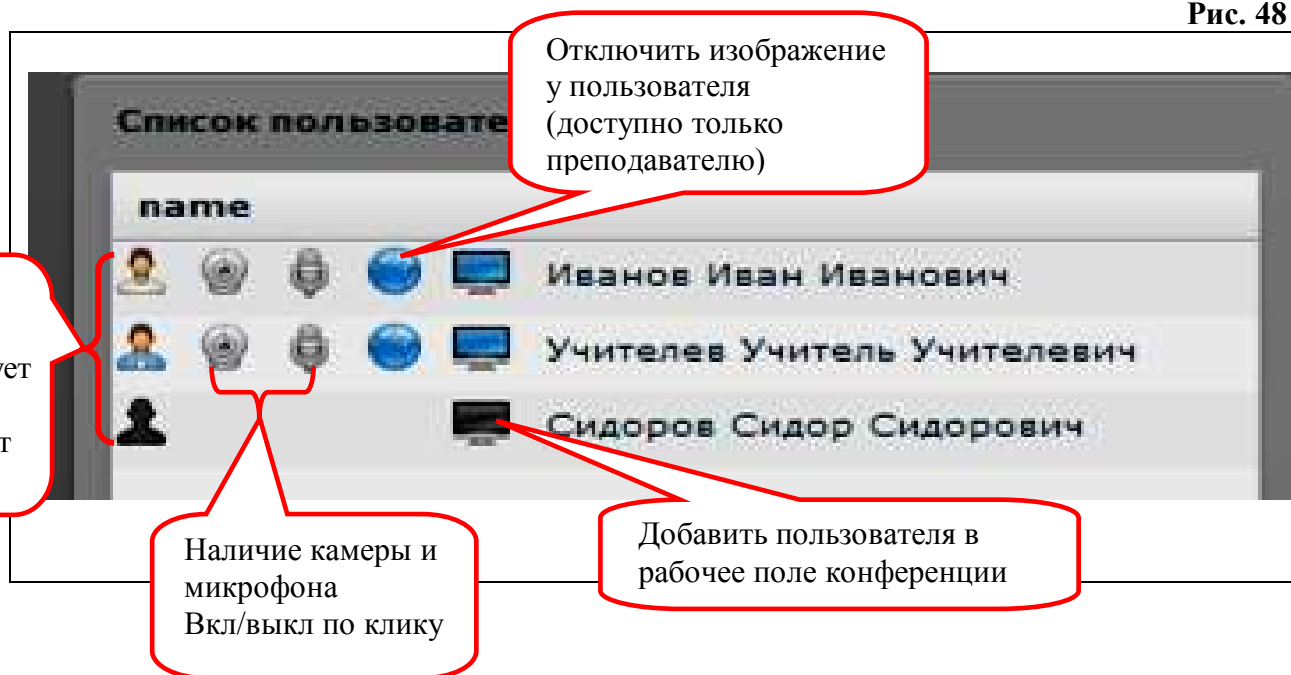 Рис. 48
Отключить изображение
у пользователя
(доступно только
преподавателю)
Список
name
Иванов Иван Иванович
Учителев Учитель Учителевич
Сидоров Сидор Сидорович
Наличие камеры и
микрофона
Вкл/выкл по клику
Добавить пользователя в
рабочее поле конференции